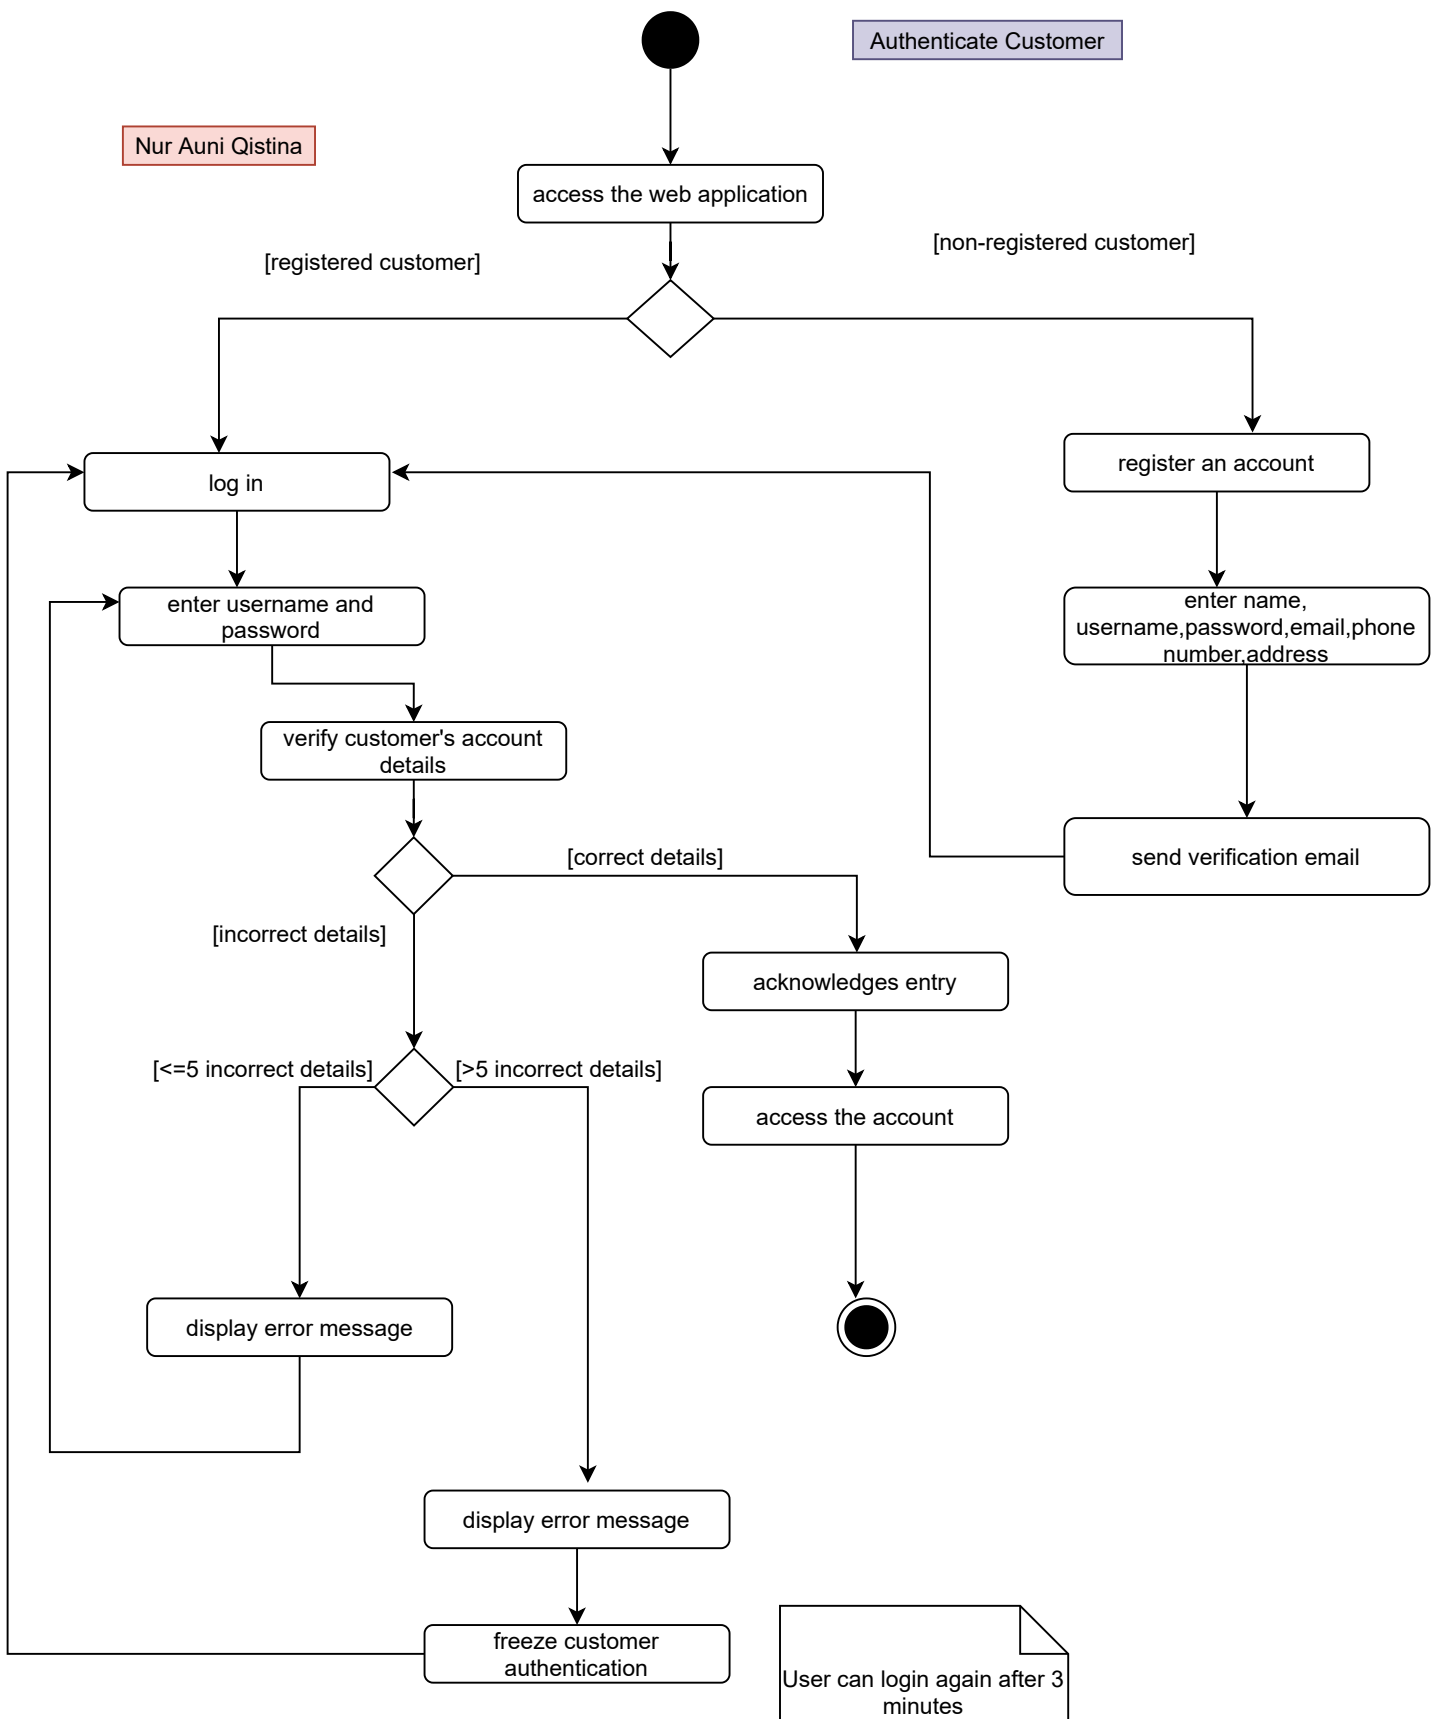 Authenticate Customer
Nur Auni Qistina
access the web application
[non-registered customer]
[registered customer]
register an account
log in
enter username and
password
enter name,
username,password,email,phone
number,address
verify customer's account
details
[correct details]
send verification email
[incorrect details]
acknowledges entry
[<=5 incorrect details]
[>5 incorrect details]
access the account
display error message
display error message
freeze customer
authentication
User can login again after 3
minutes